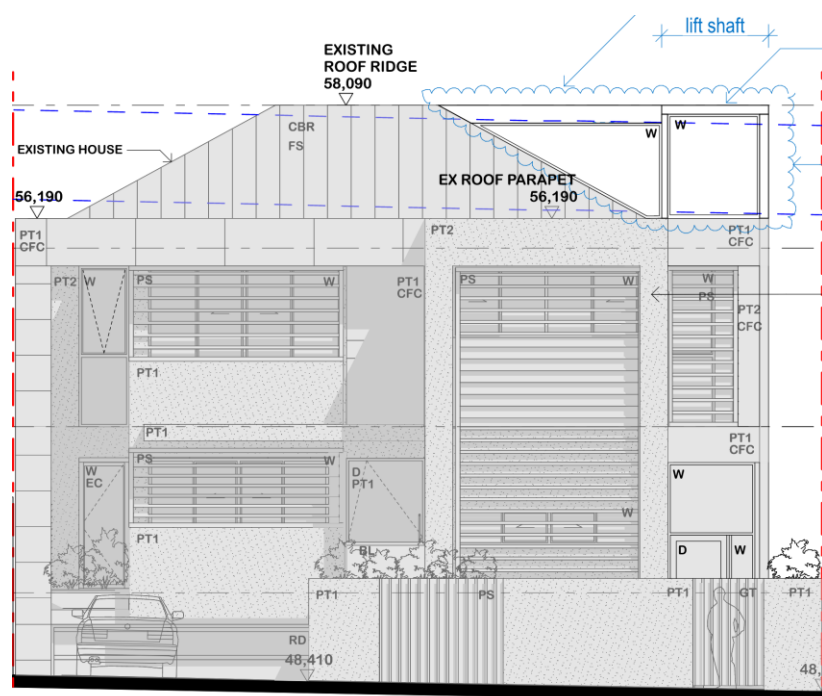 lift shaft
EXISTING
ROOF RIDGE
58,090
CBR
FS
W
W
EXISTING HOUSE
EX ROOF PARAPET
56,190
56,190
PT1
CFC
PT2
PT1
CFC
PT2
W
PS
W
PT1
CFC
PS
W
W
PS
PT2
CFC
PT1
PT1
PT1
CFC
PS
W
W
EC
D
PT1
W
W
PT1
D
W
BL
PT1
PS
PT1
GT
PT1
RD
48,410
48,